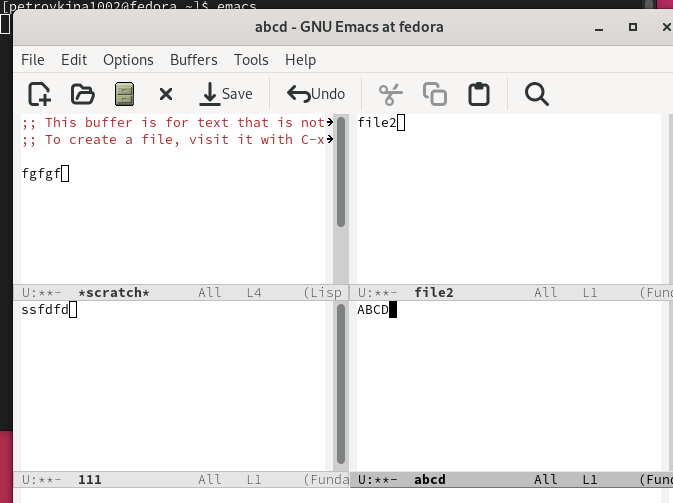 [petrovkina1002@fedora ~]$ emacs
abcd - GNU Emacs at fedora
File Edit Options Buffers Tools Help
Save Undo
;; This buffer is for text that is not
;; To create a file, visit it with C-x
fgfgf
U:**- *scratch* All L4 (Lisp
file2
U:**- file2 All L1 (Fund
ssfdfd
U:**- 111 All L1 (Funda
ABCD
U:**- abcd All L1 (Fund